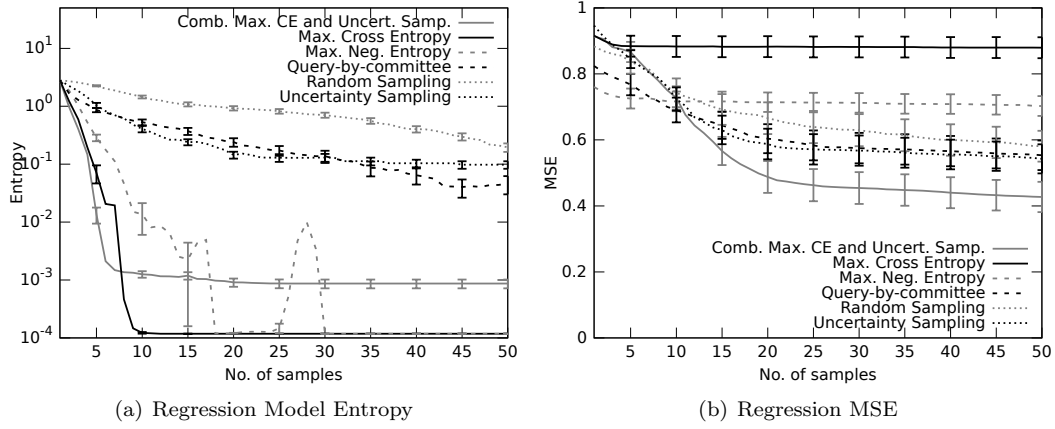 Comb. Max. CE and Uncert. Samp.
Max. Cross Entropy
Max. Neg. Entropy
Query-by-committee
Random Sampling
Uncertainty Sampling
10^1
10^0
10^-1
10^-2
10^-3
10^-4
Entropy
5 10 15 20 25 30 35 40 45 50
No. of samples
(a) Regression Model Entropy
1
0.8
0.6
0.4
0.2
0
MSE
Comb. Max. CE and Uncert. Samp.
Max. Cross Entropy
Max. Neg. Entropy
Query-by-committee
Random Sampling
Uncertainty Sampling
5 10 15 20 25 30 35 40 45 50
No. of samples
(b) Regression MSE